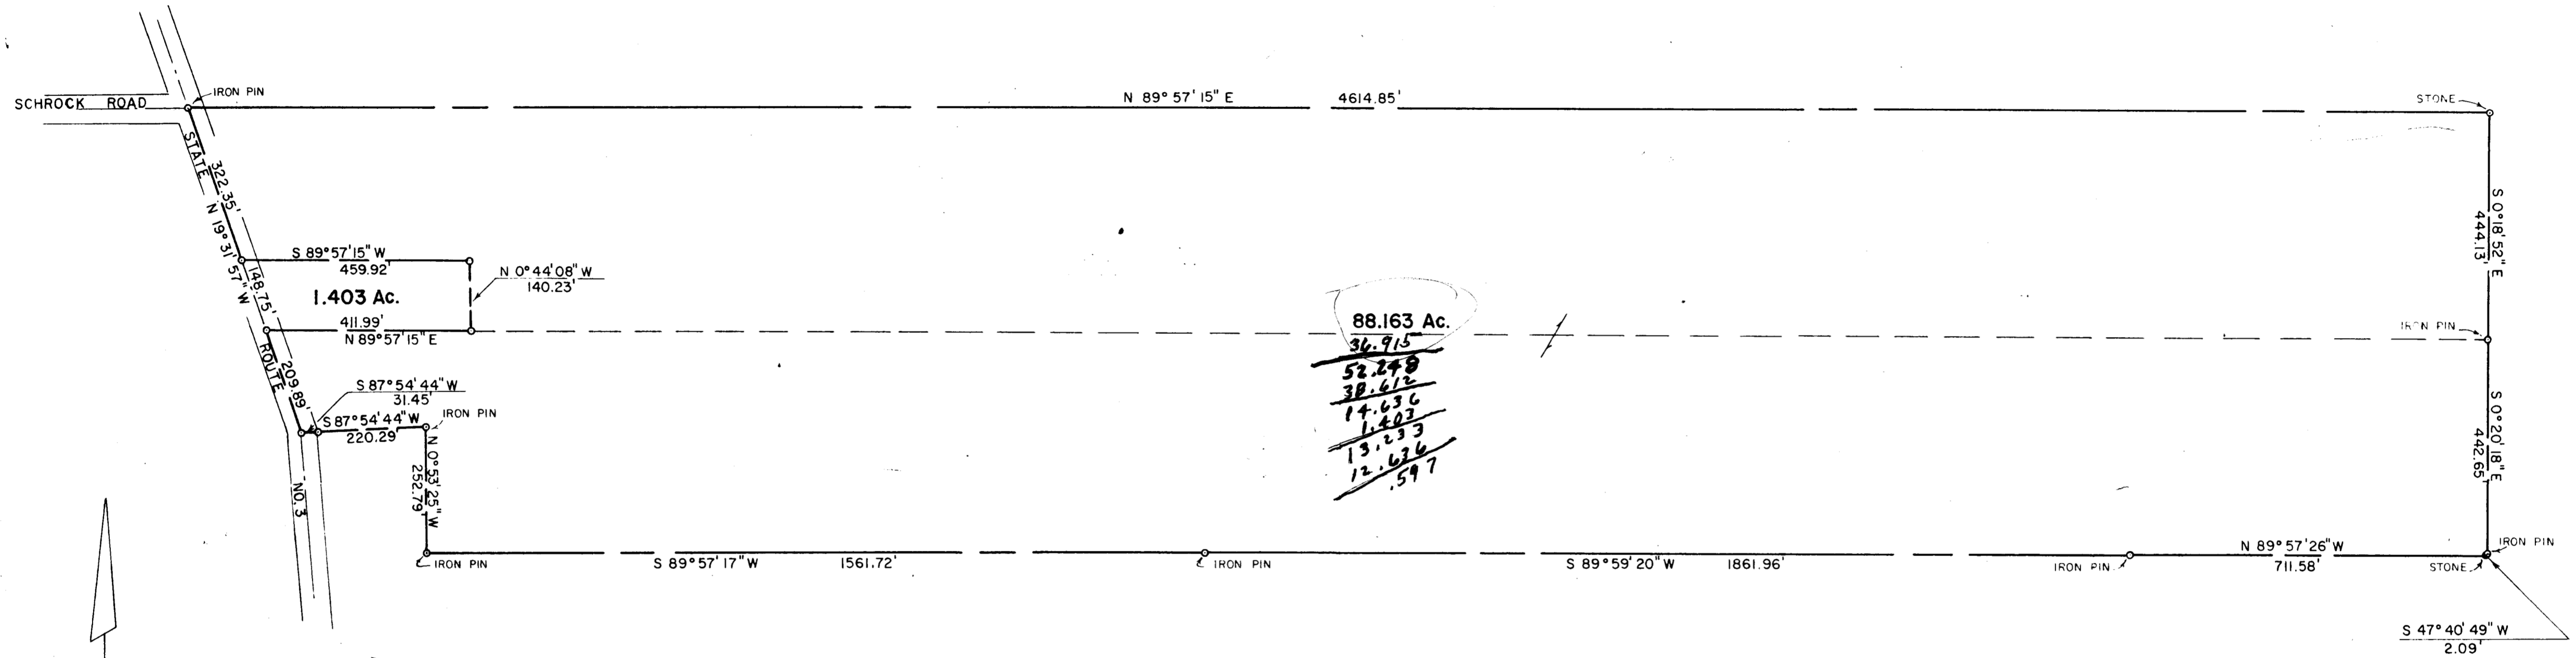 SCHROCK ROAD
IRON PIN
N 89° 57' 15" E 4614.85'
STONE
STATE
322.35'
N 19° 31' 57" W
S 0° 18' 52" E
444.13'
S 89° 57' 15" W
459.92'
148.75'
1.403 Ac.
N 0° 44' 08" W
140.23'
411.99'
N 89° 57' 15" E
88.163 Ac.
36.915
52.248
38.612
14.636
1.403
13.233
12.636
.597
IRON PIN
ROUTE
209.89'
S 87° 54' 44" W
31.45'
S 87° 54' 44" W
220.29'
IRON PIN
N 0° 53' 25" W
252.79'
S 0° 20' 18" E
442.65'
NO. 3
IRON PIN
S 89° 57' 17" W 1561.72'
IRON PIN
S 89° 59' 20" W 1861.96'
IRON PIN
N 89° 57' 26" W
711.58'
IRON PIN
STONE
S 47° 40' 49" W
2.09'